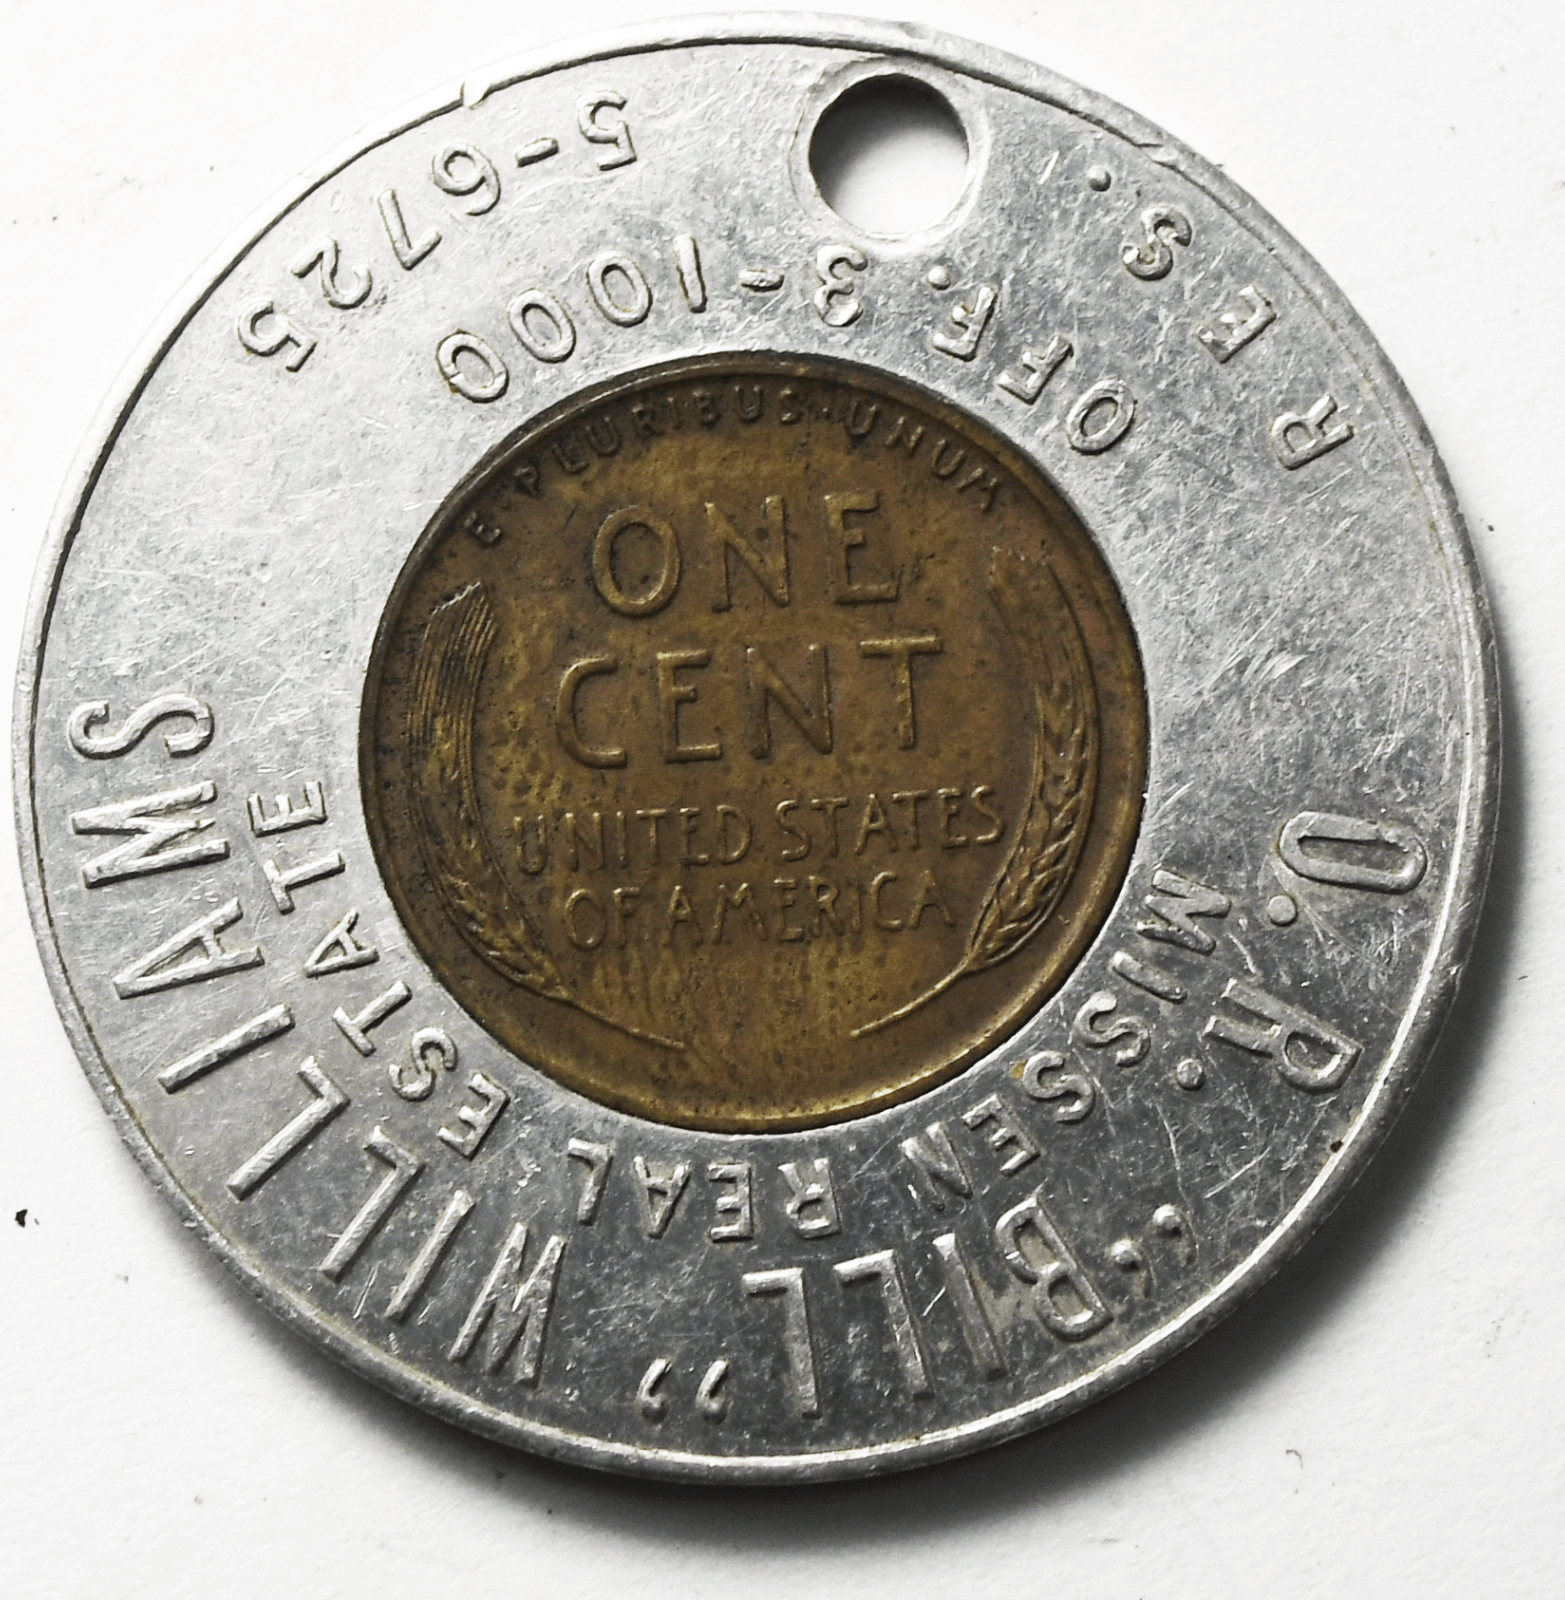 O. R. “BILL” WILLIAMS
MISSEN REAL ESTATE
OFF. 3-1000
RES. 5-6725
E PLURIBUS UNUM
ONE
CENT
UNITED STATES
OF AMERICA